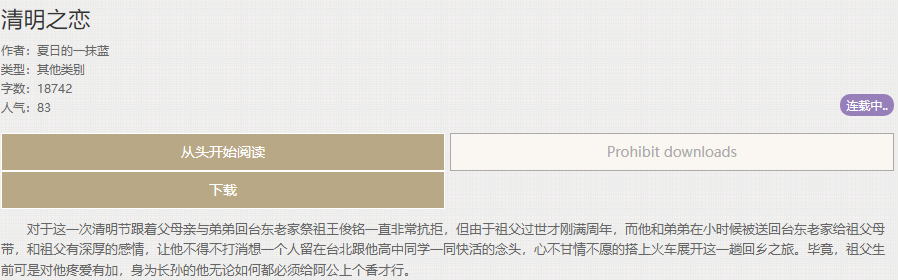 清明之恋
作者：夏日的一抹蓝
类型：其他类别
字数：18742
人气：83
连载中..
从头开始阅读
Prohibit downloads
下载
对于这一次清明节跟着父母亲与弟弟回台东老家祭祖王俊铭一直非常抗拒，但由于祖父过世才刚满周年，而他和弟弟在小时候被送回台东老家给祖父母
带，和祖父有深厚的感情，让他不得不打消想一个人留在台北跟他高中同学一同快活的念头，心不甘情不愿的搭上火车展开这一趟回乡之旅。毕竟，祖父生
前可是对他疼爱有加，身为长孙的他无论如何都必须给阿公上个香才行。